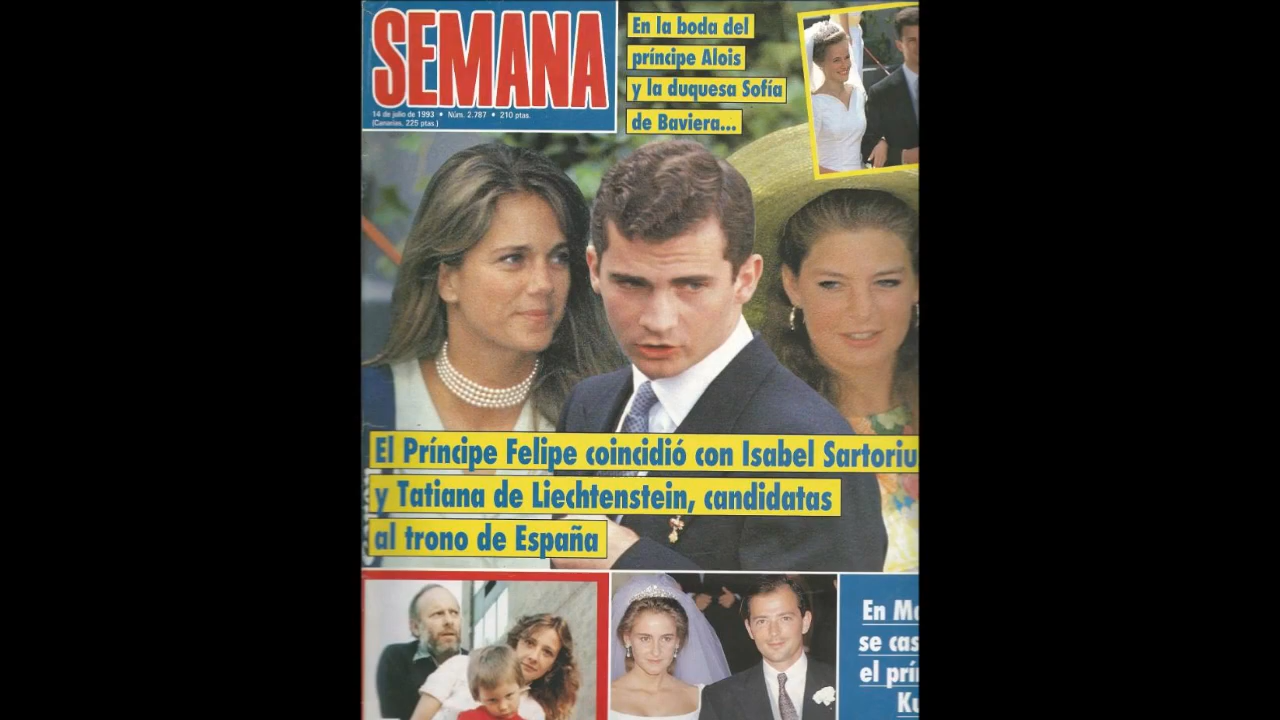 SEMANA
14 de julio de 1993 • Núm. 2.787 • 210 ptas.
(Canarias, 225 ptas.)
En la boda del
príncipe Alois
y la duquesa Sofía
de Baviera...
El Príncipe Felipe coincidió con Isabel Sartoriu
y Tatiana de Liechtenstein, candidatas
al trono de España
En M
se cas
el prí
Ku